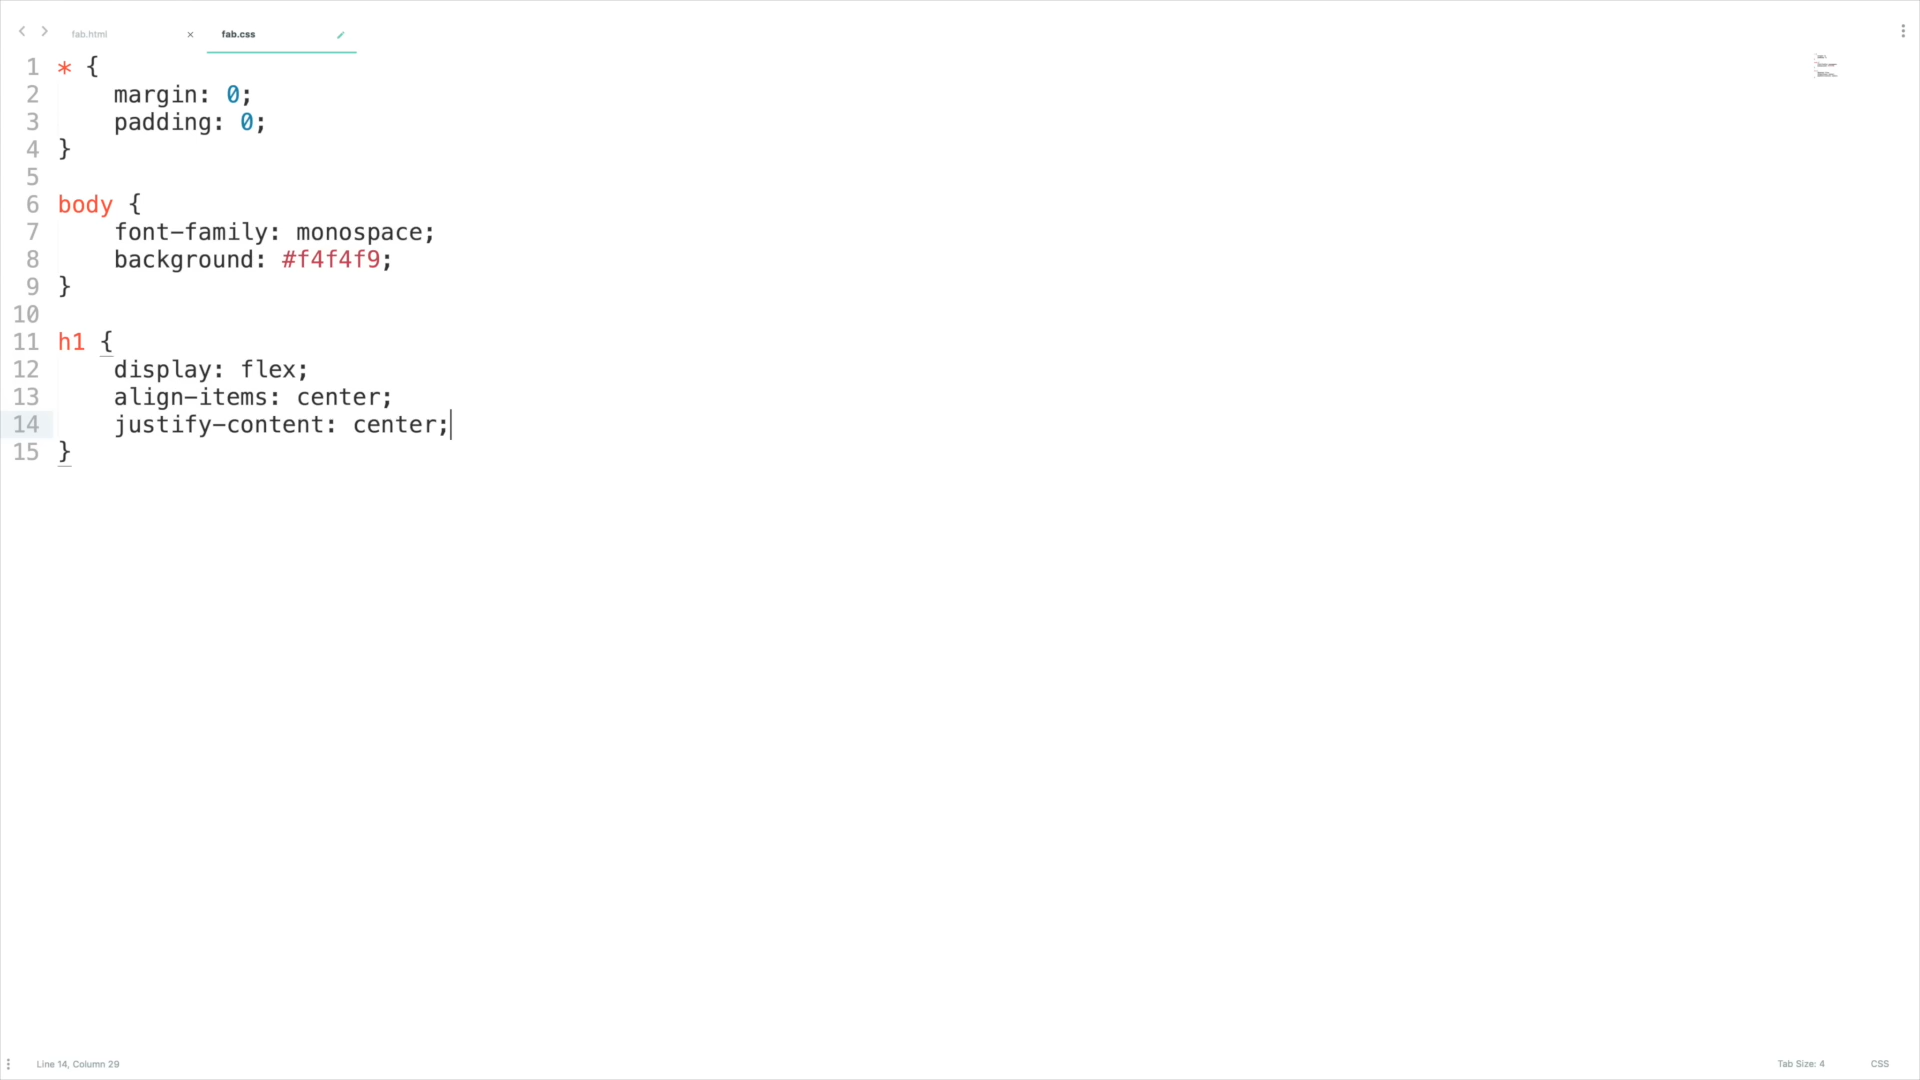 fab.html
fab.css
1 * {
2 margin: 0;
3 padding: 0;
4 }
5
6 body {
7 font-family: monospace;
8 background: #f4f4f9;
9 }
10
11 h1 {
12 display: flex;
13 align-items: center;
14 justify-content: center;
15 }
Line 14, Column 29
Tab Size: 4
CSS